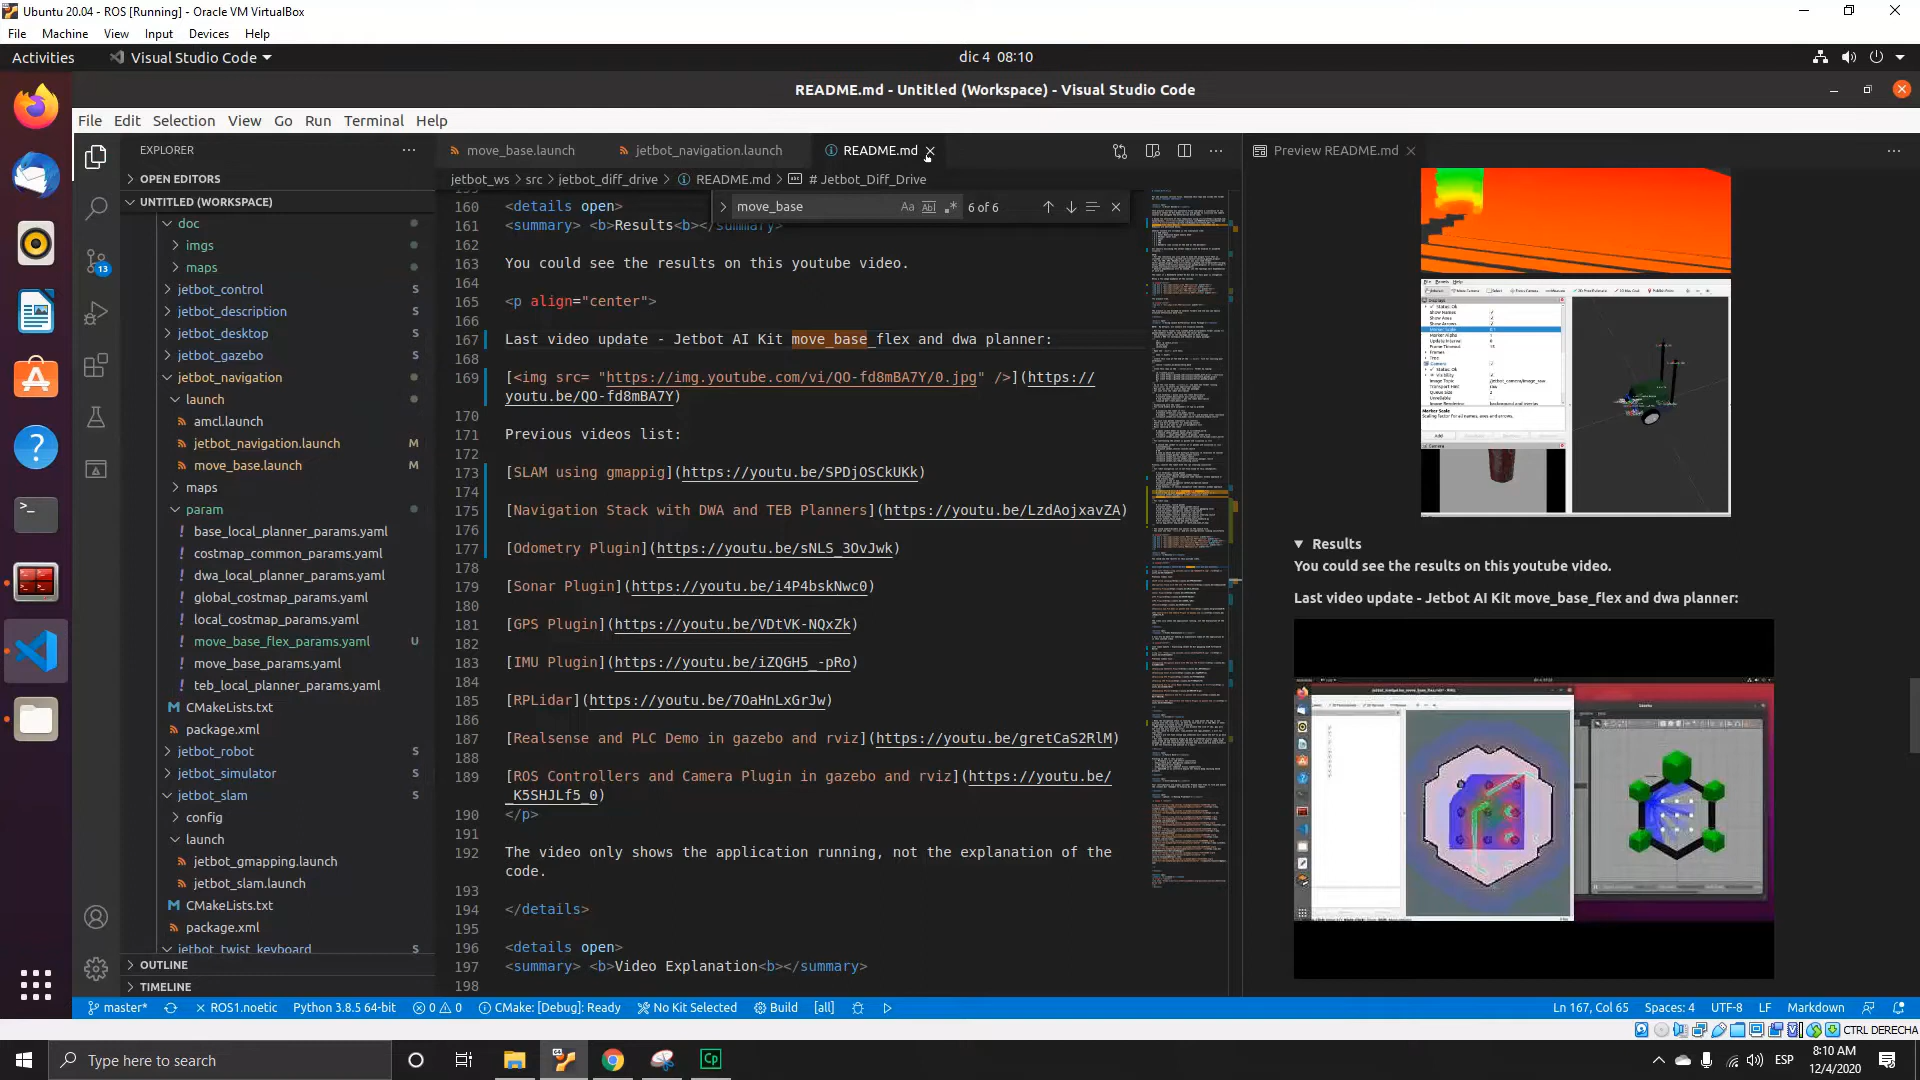 Ubuntu 20.04 - ROS [Running] - Oracle VM VirtualBox
File Machine View Input Devices Help
Activities Visual Studio Code dic 4 08:10
README.md - Untitled (Workspace) - Visual Studio Code
File Edit Selection View Go Run Terminal Help
EXPLORER
OPEN EDITORS
UNTITLED (WORKSPACE)
doc
imgs
maps
jetbot_control S
jetbot_description S
jetbot_desktop S
jetbot_gazebo S
jetbot_navigation
launch
amcl.launch
jetbot_navigation.launch M
move_base.launch M
maps
param
base_local_planner_params.yaml
costmap_common_params.yaml
dwa_local_planner_params.yaml
global_costmap_params.yaml
local_costmap_params.yaml
move_base_flex_params.yaml U
move_base_params.yaml
teb_local_planner_params.yaml
CMakeLists.txt
package.xml
jetbot_robot S
jetbot_simulator S
jetbot_slam S
config
launch
jetbot_gmapping.launch
jetbot_slam.launch
CMakeLists.txt
package.xml
jetbot_twist_keyboard S
OUTLINE
TIMELINE
13
move_base.launch jetbot_navigation.launch README.md
jetbot_ws > src > jetbot_diff_drive > README.md > # Jetbot_Diff_Drive
move_base Aa Abl .* 6 of 6
160 <details open>
161 <summary> <b>Results<b></summary>
162
163 You could see the results on this youtube video.
164
165 <p align="center">
166
167 Last video update - Jetbot AI Kit move_base_flex and dwa planner:
168
169 [<img src= "https://img.youtube.com/vi/QO-fd8mBA7Y/0.jpg" />](https://
youtu.be/QO-fd8mBA7Y)
170
171 Previous videos list:
172
173 [SLAM using gmappig](https://youtu.be/SPDjOSCkUKk)
174
175 [Navigation Stack with DWA and TEB Planners](https://youtu.be/LzdAojxavZA)
176
177 [Odometry Plugin](https://youtu.be/sNLS_3OvJwk)
178
179 [Sonar Plugin](https://youtu.be/i4P4bskNwc0)
180
181 [GPS Plugin](https://youtu.be/VDtVK-NQxZk)
182
183 [IMU Plugin](https://youtu.be/iZQGH5_-pRo)
184
185 [RPLidar](https://youtu.be/7OaHnLxGrJw)
186
187 [Realsense and PLC Demo in gazebo and rviz](https://youtu.be/gretCaS2RlM)
188
189 [ROS Controllers and Camera Plugin in gazebo and rviz](https://youtu.be/
_K5SHJLf5_0)
190 </p>
191
192 The video only shows the application running, not the explanation of the
code.
193
194 </details>
195
196 <details open>
197 <summary> <b>Video Explanation<b></summary>
198
Preview README.md
Results
You could see the results on this youtube video.
Last video update - Jetbot AI Kit move_base_flex and dwa planner:
master* ROS1.noetic Python 3.8.5 64-bit 0 0 CMake: [Debug]: Ready No Kit Selected Build [all] Ln 167, Col 65 Spaces: 4 UTF-8 LF Markdown
CTRL DERECHA
Type here to search
Cp
ESP
8:10 AM
12/4/2020